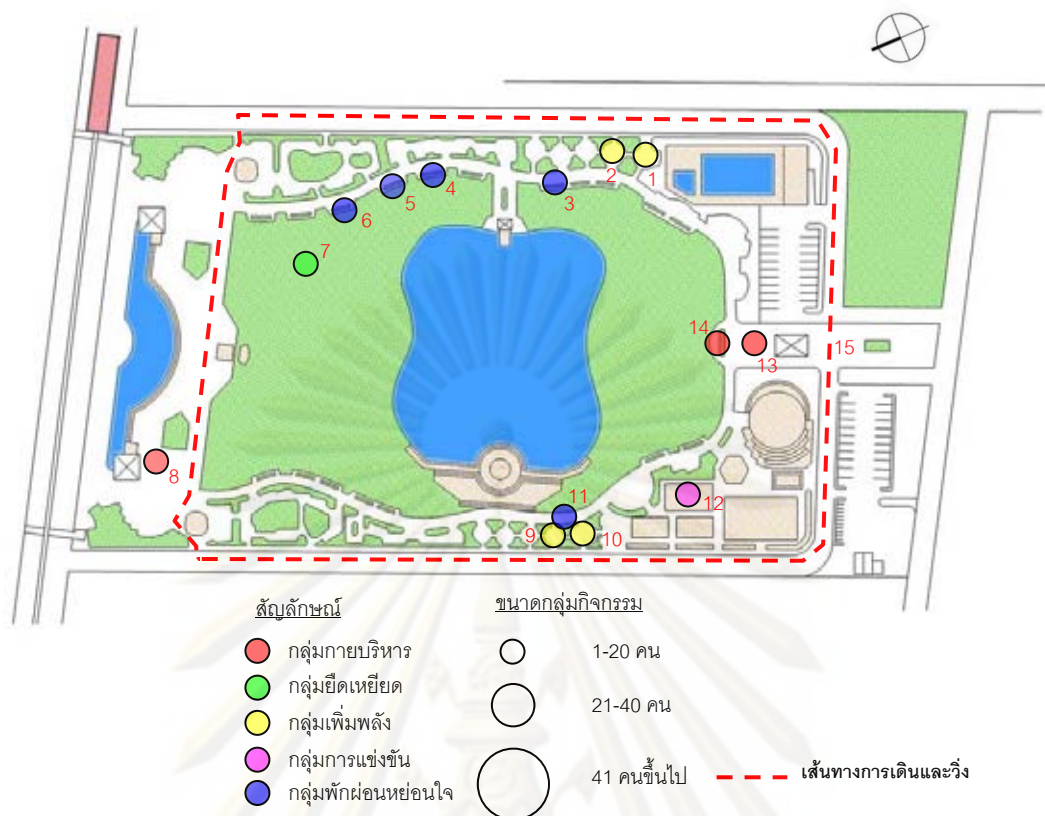 2
1
4
5
3
6
7
14
13
15
8
12
11
9
10
สัญลักษณ์
กลุ่มกายบริหาร
กลุ่มยืดเหยียด
กลุ่มเพิ่มพลัง
กลุ่มการแข่งขัน
กลุ่มพักผ่อนหย่อนใจ
ขนาดกลุ่มกิจกรรม
1-20 คน
21-40 คน
41 คนขึ้นไป
เส้นทางการเดินและวิ่ง